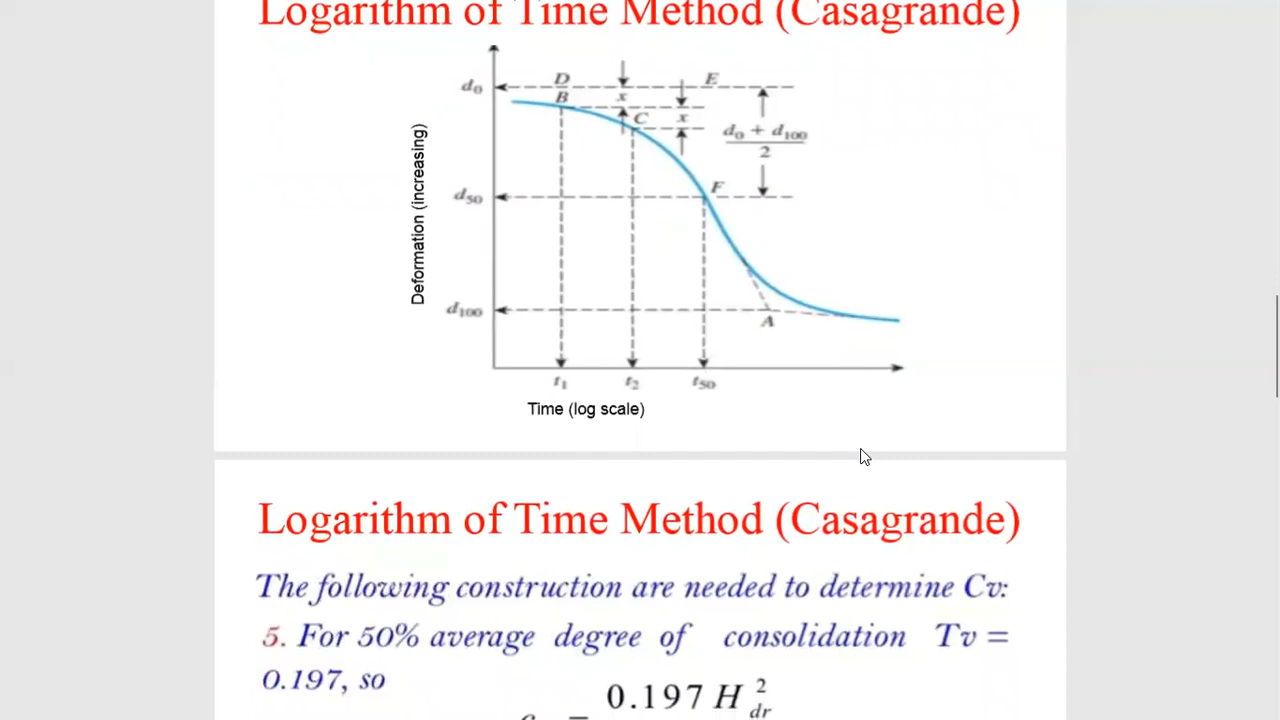 Logarithm of Time Method (Casagrande)
d0
D
E
B
x
C
x
d0 + d100
2
Deformation (increasing)
d50
F
d100
A
t1
t2
t50
Time (log scale)
Logarithm of Time Method (Casagrande)
The following construction are needed to determine Cv:
5. For 50% average degree of consolidation Tv =
0.197, so
0.197 H 2 dr
=